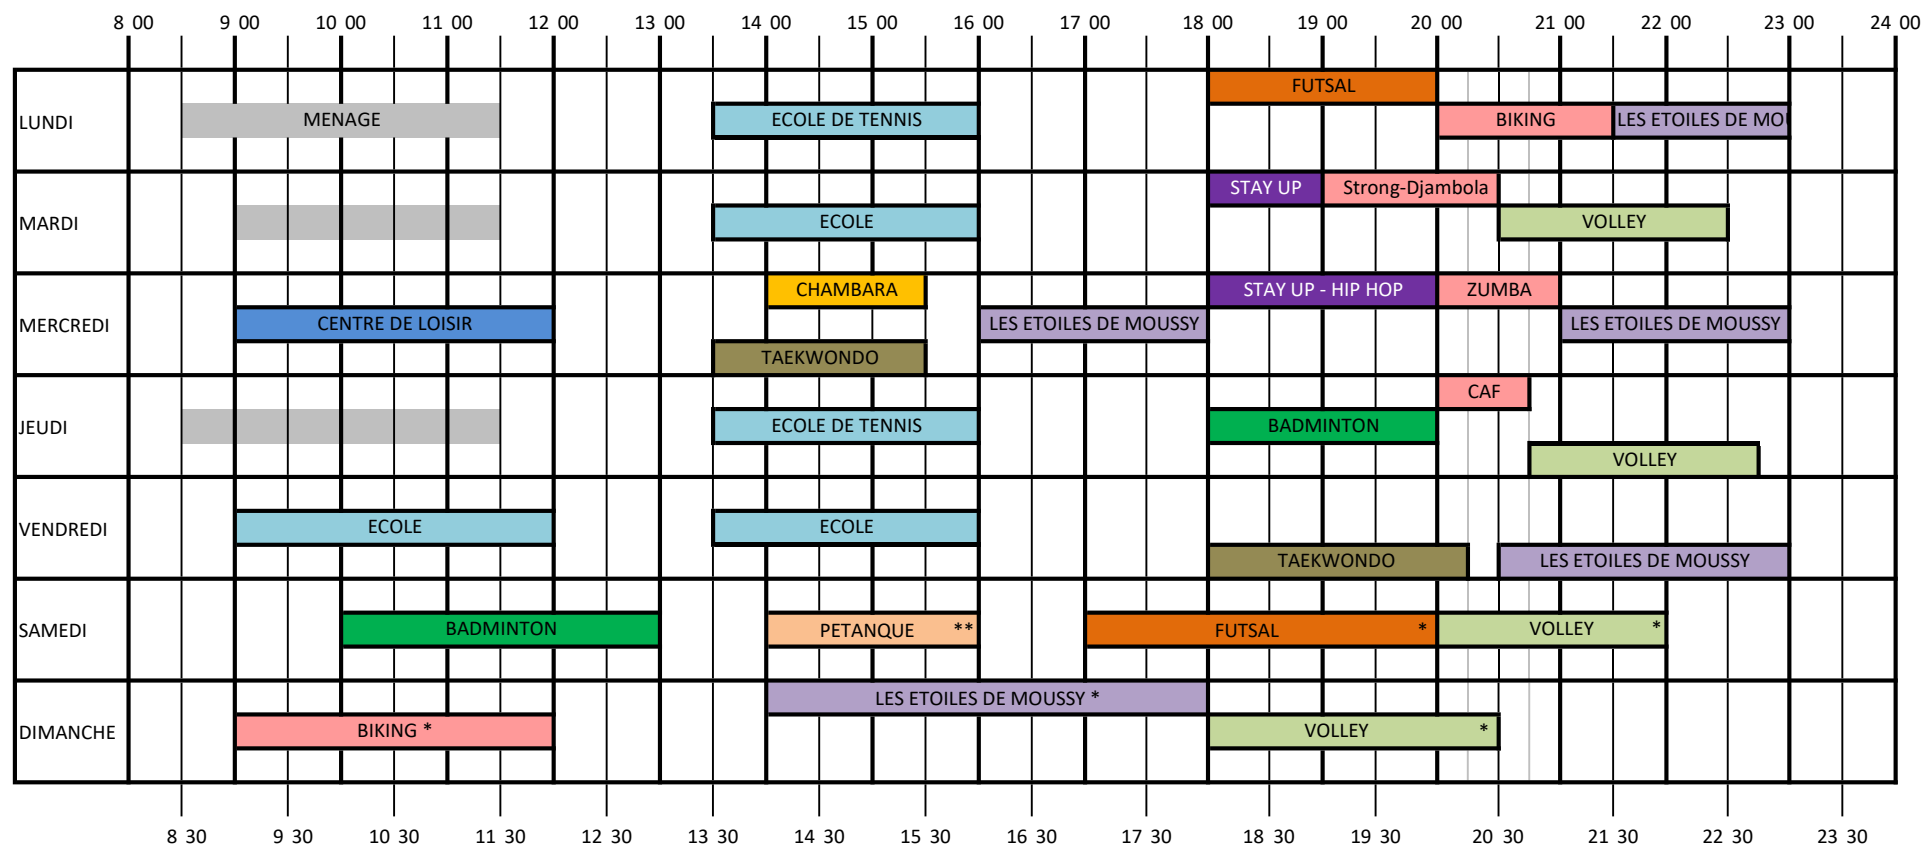 8 00 9 00 10 00 11 00 12 00 13 00 14 00 15 00 16 00 17 00 18 00 19 00 20 00 21 00 22 00 23 00 24 00
FUTSAL
LUNDI MENAGE ECOLE DE TENNIS BIKING LES ETOILES DE MOU
STAY UP Strong-Djambola
MARDI ECOLE VOLLEY
CHAMBARA STAY UP - HIP HOP ZUMBA
MERCREDI CENTRE DE LOISIR LES ETOILES DE MOUSSY LES ETOILES DE MOUSSY
TAEKWONDO
CAF
JEUDI ECOLE DE TENNIS BADMINTON
VOLLEY
VENDREDI ECOLE ECOLE
TAEKWONDO LES ETOILES DE MOUSSY
SAMEDI BADMINTON PETANQUE ** FUTSAL * VOLLEY *
LES ETOILES DE MOUSSY *
DIMANCHE BIKING * VOLLEY *
8 30 9 30 10 30 11 30 12 30 13 30 14 30 15 30 16 30 17 30 18 30 19 30 20 30 21 30 22 30 23 30